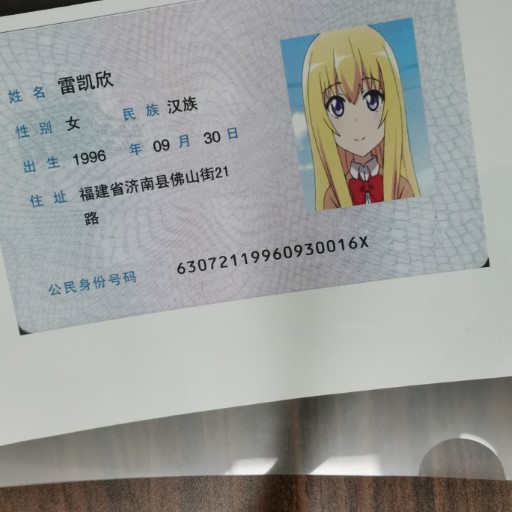 姓名 雷凯欣
性别 女 民族 汉族
出生 1996 年 09 月 30 日
住址 福建省济南县佛山街21
路
公民身份号码 63072119960930016X